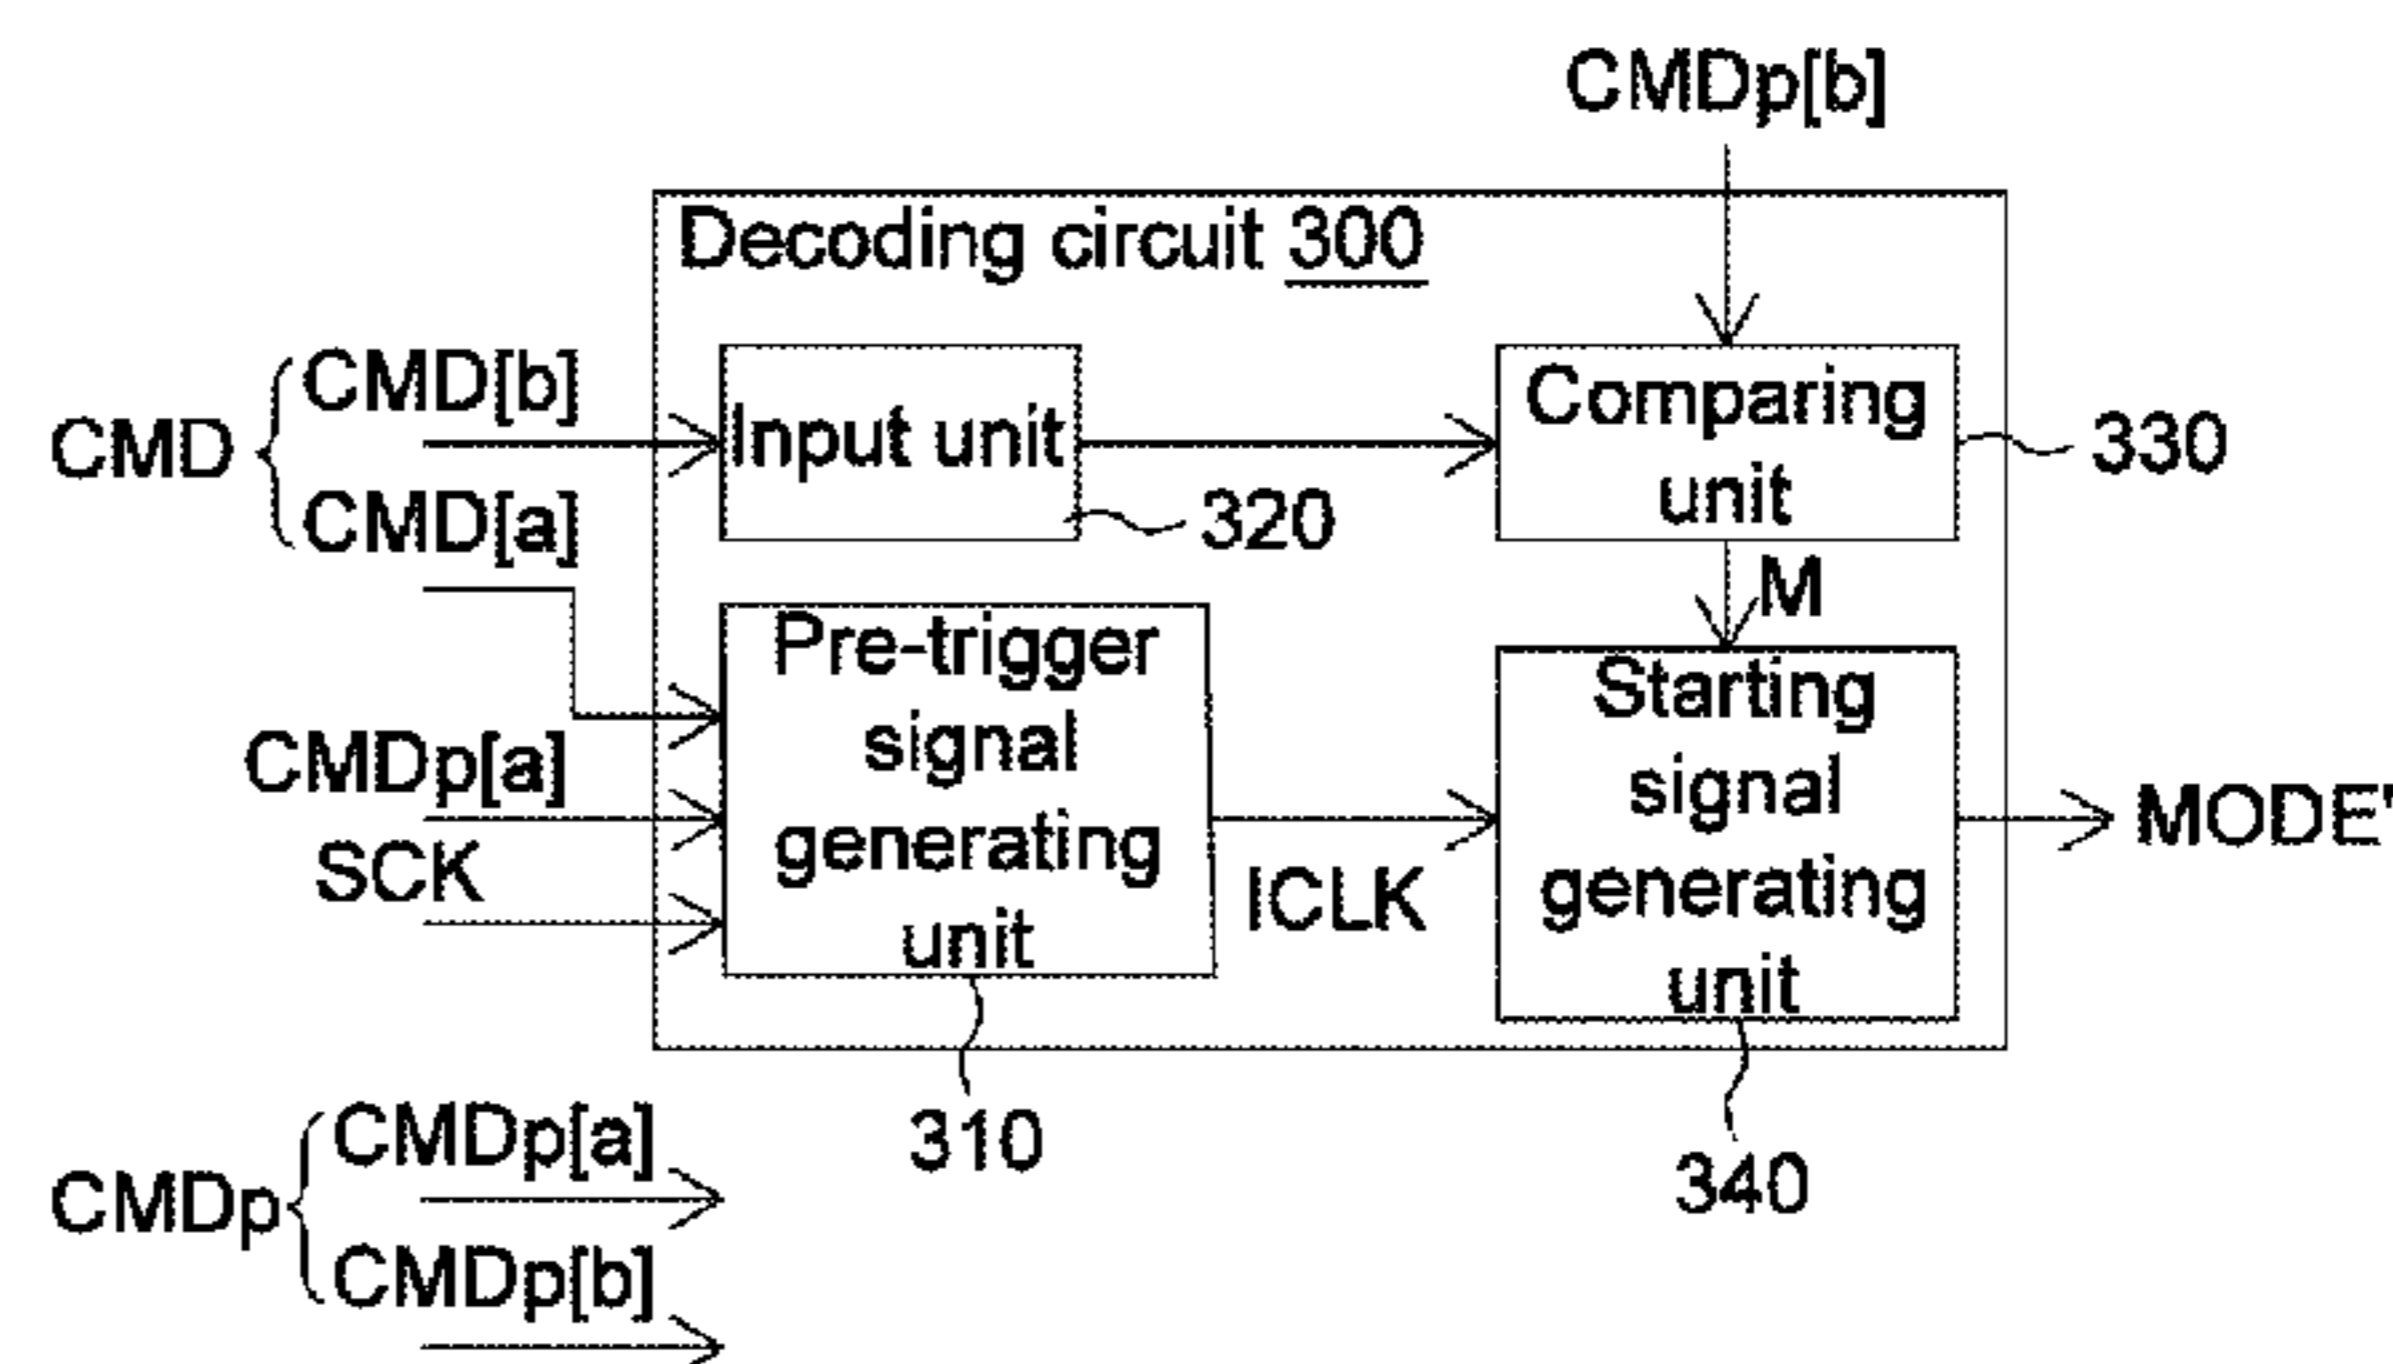 CMDp[b]
Decoding circuit 300
CMD
CMD[b]
CMD[a]
Input unit
320
Comparing
unit
330
M
Pre-trigger
signal
generating
unit
310
CMDp[a]
SCK
ICLK
Starting
signal
generating
unit
340
MODE'
CMDp
CMDp[a]
CMDp[b]